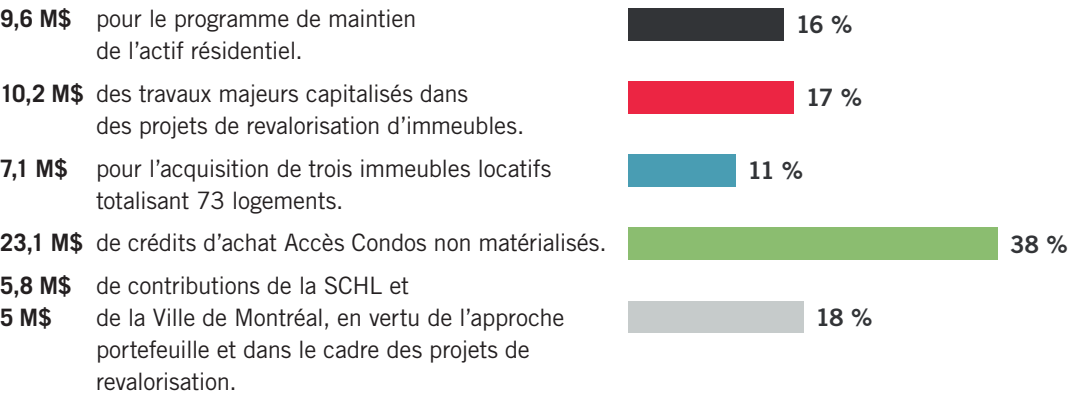 9,6 M$ pour le programme de maintien
de l'actif résidentiel.
16 %
10,2 M$ des travaux majeurs capitalisés dans
des projets de revalorisation d'immeubles.
17 %
7,1 M$ pour l'acquisition de trois immeubles locatifs
totalisant 73 logements.
11 %
23,1 M$ de crédits d'achat Accès Condos non matérialisés.
38 %
5,8 M$ de contributions de la SCHL et
5 M$ de la Ville de Montréal, en vertu de l'approche
portefeuille et dans le cadre des projets de
revalorisation.
18 %